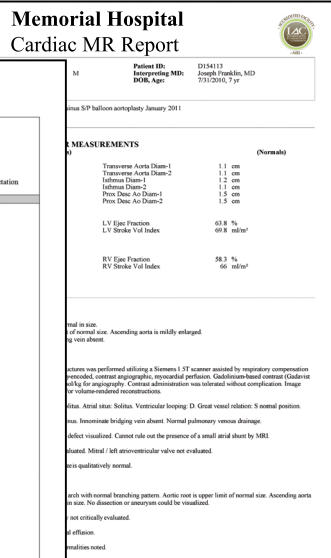 Memorial Hospital
Cardiac MR Report
IAC
MRI
M
Patient ID: D154113
Interpreting MD: Joseph Franklin, MD
DOB, Age: 7/31/2010, 7 yr
S/P balloon aortoplasty January 2011
MEASUREMENTS
(Normals)
Transverse Aorta Diam-1 1.1 cm
Transverse Aorta Diam-2 1.1 cm
Isthmus Diam-1 1.2 cm
Isthmus Diam-2 1.1 cm
Prox Desc Ao Diam-1 1.5 cm
Prox Desc Ao Diam-2 1.5 cm
LV Ejec Fraction 63.8 %
LV Stroke Vol Index 69.8 ml/m²
RV Ejec Fraction 58.3 %
RV Stroke Vol Index 66 ml/m²
tation
rmal in size.
of normal size. Ascending aorta is mildly enlarged.
ng vein absent.
uctures was performed utilizing a Siemens 1.5T scanner assisted by respiratory compensation
-encoded, contrast angiographic, myocardial perfusion. Gadolinium-based contrast (Gadavist
ol/kg for angiography. Contrast administration was tolerated without complication. Image
for volume-rendered reconstructions.
litus. Atrial situs: Solitus. Ventricular looping: D. Great vessel relation: S normal position.
nus. Innominate bridging vein absent. Normal pulmonary venous drainage.
defect visualized. Cannot rule out the presence of a small atrial shunt by MRI.
aluated. Mitral / left atrioventricular valve not evaluated.
ze is qualitatively normal.
arch with normal branching pattern. Aortic root is upper limit of normal size. Ascending aorta
in size. No dissection or aneurysm could be visualized.
not critically evaluated.
al effusion.
rmalities noted.